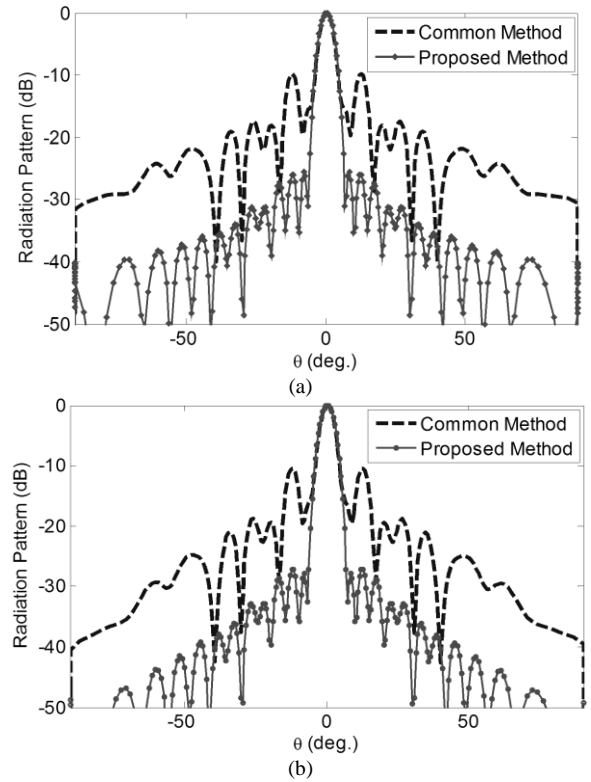 0
-10
-20
-30
-40
-50
Radiation Pattern (dB)
Common Method
Proposed Method
-50
0
50
θ (deg.)
(a)
0
-10
-20
-30
-40
-50
Radiation Pattern (dB)
Common Method
Proposed Method
-50
0
50
θ (deg.)
(b)